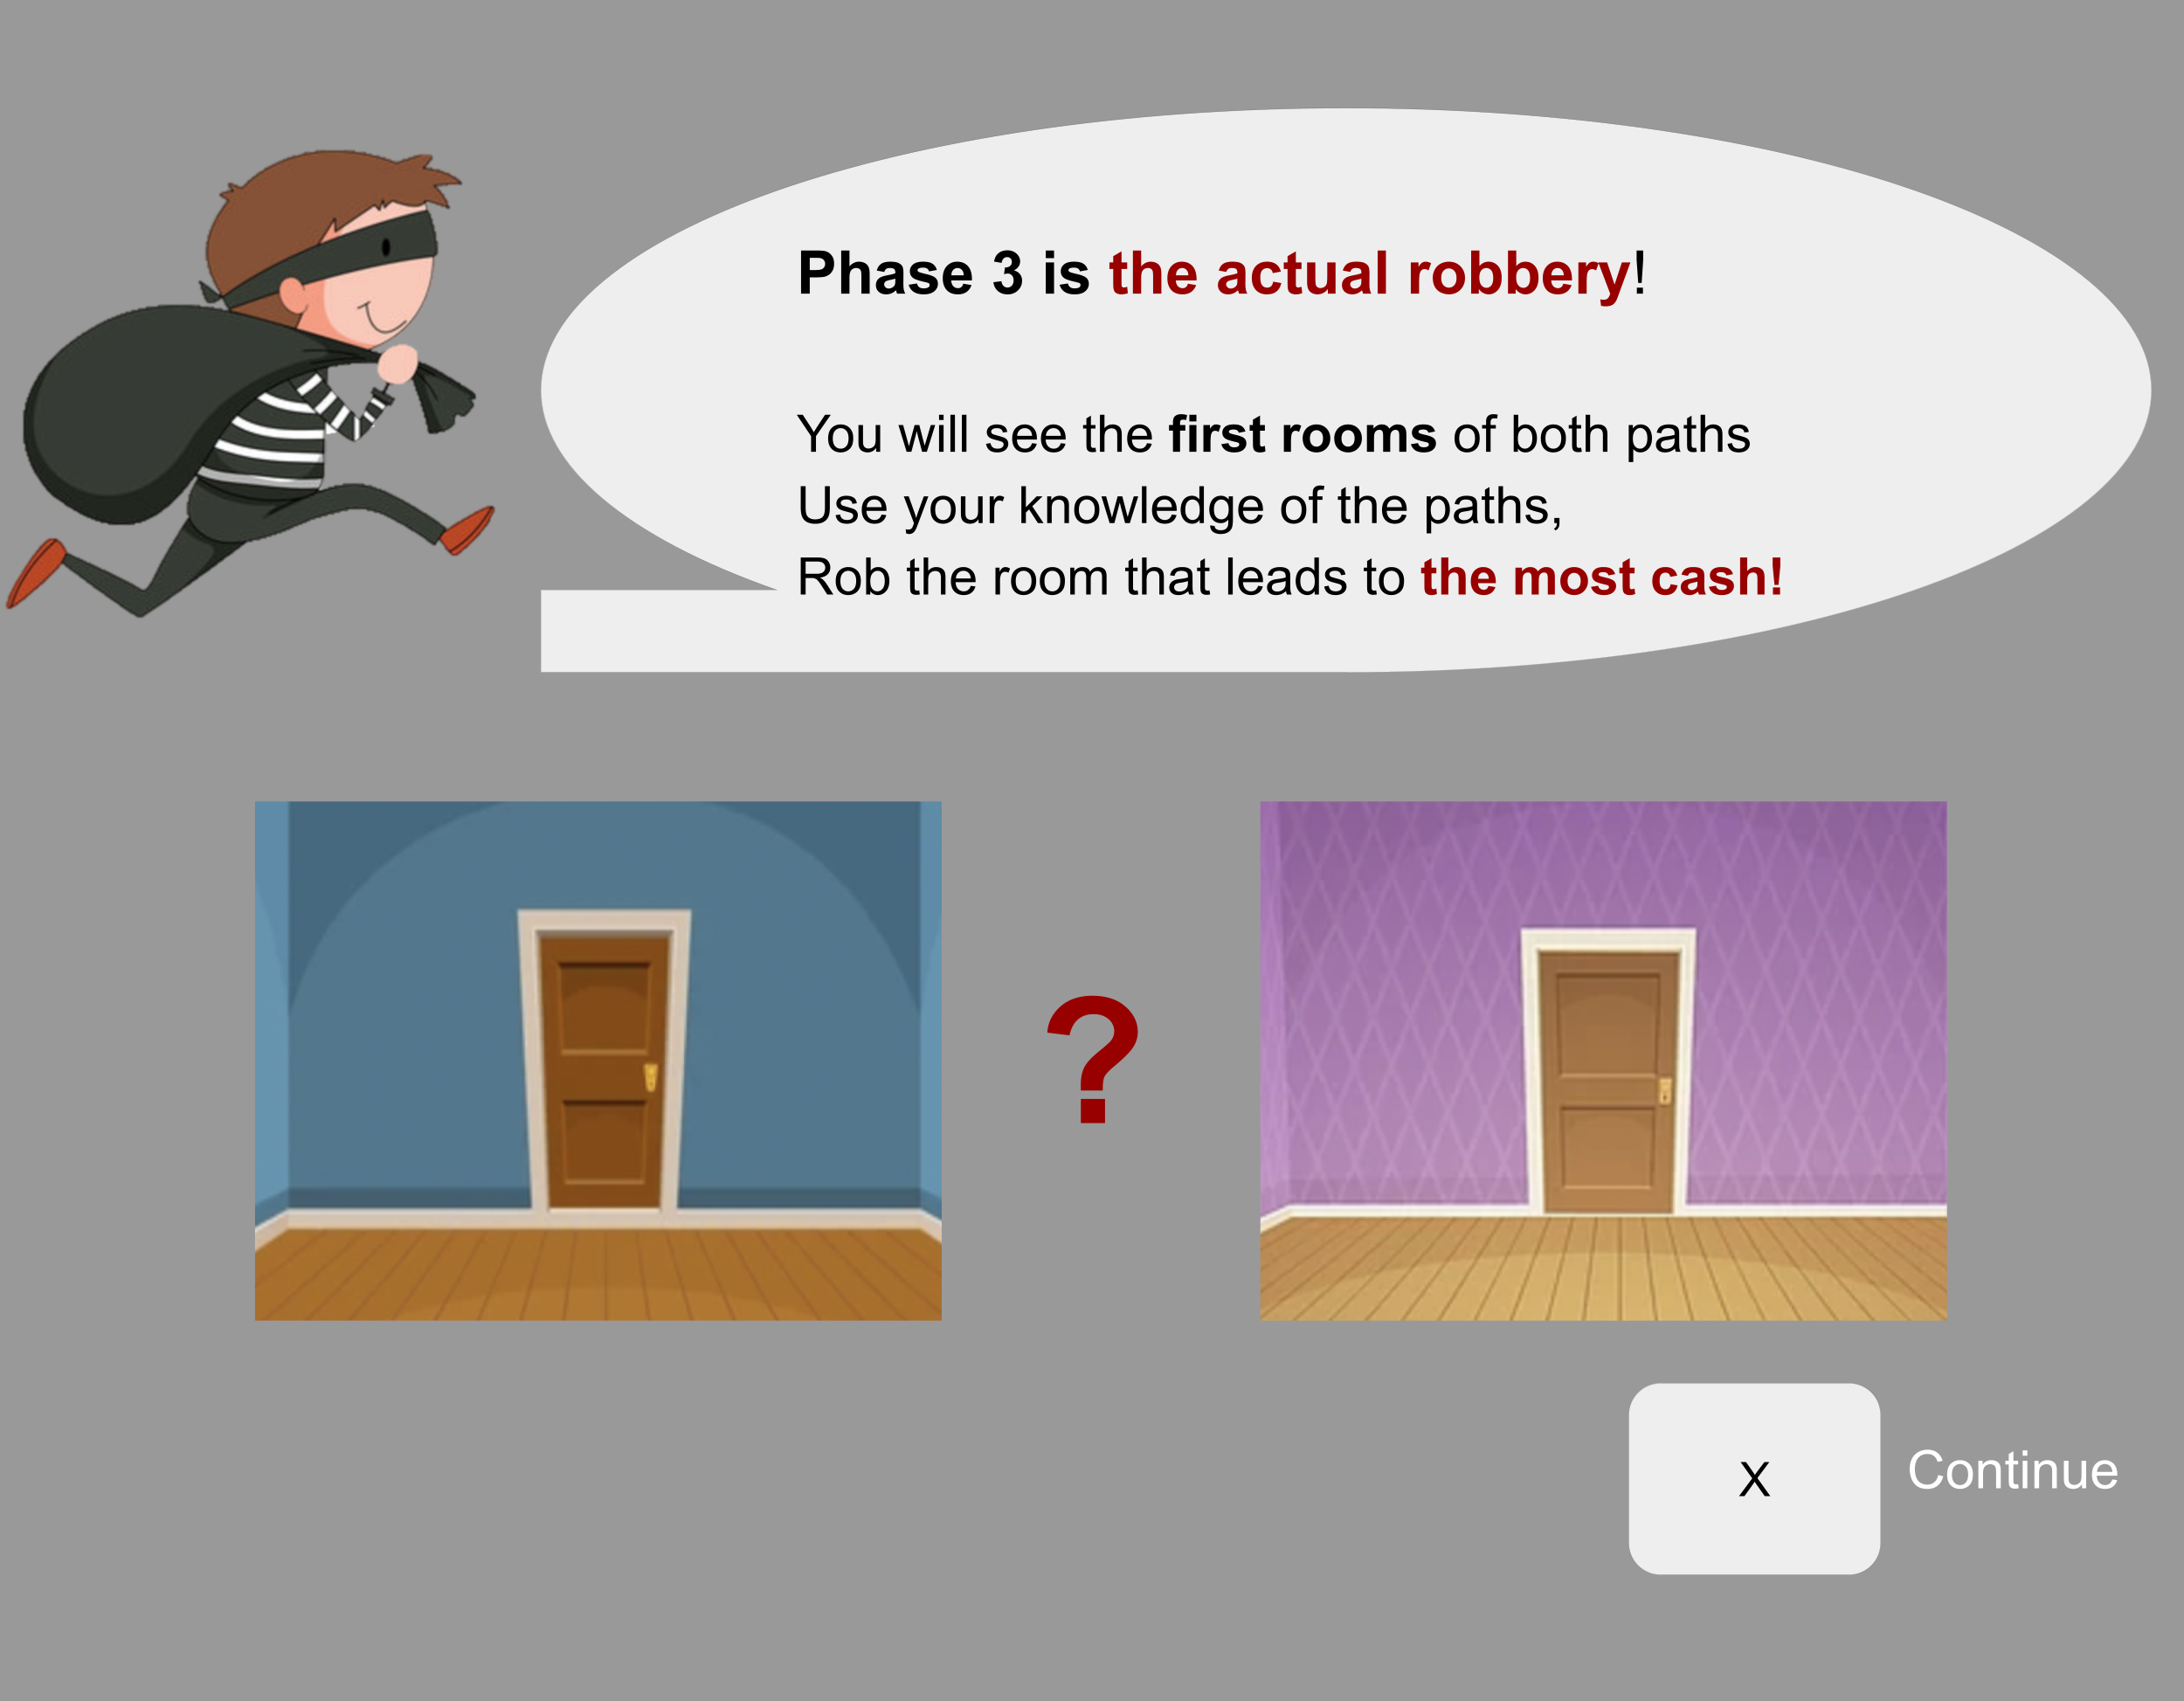 Phase 3 is the actual robbery!
You will see the first rooms of both paths
Use your knowledge of the paths,
Rob the room that leads to the most cash!
?
X
Continue